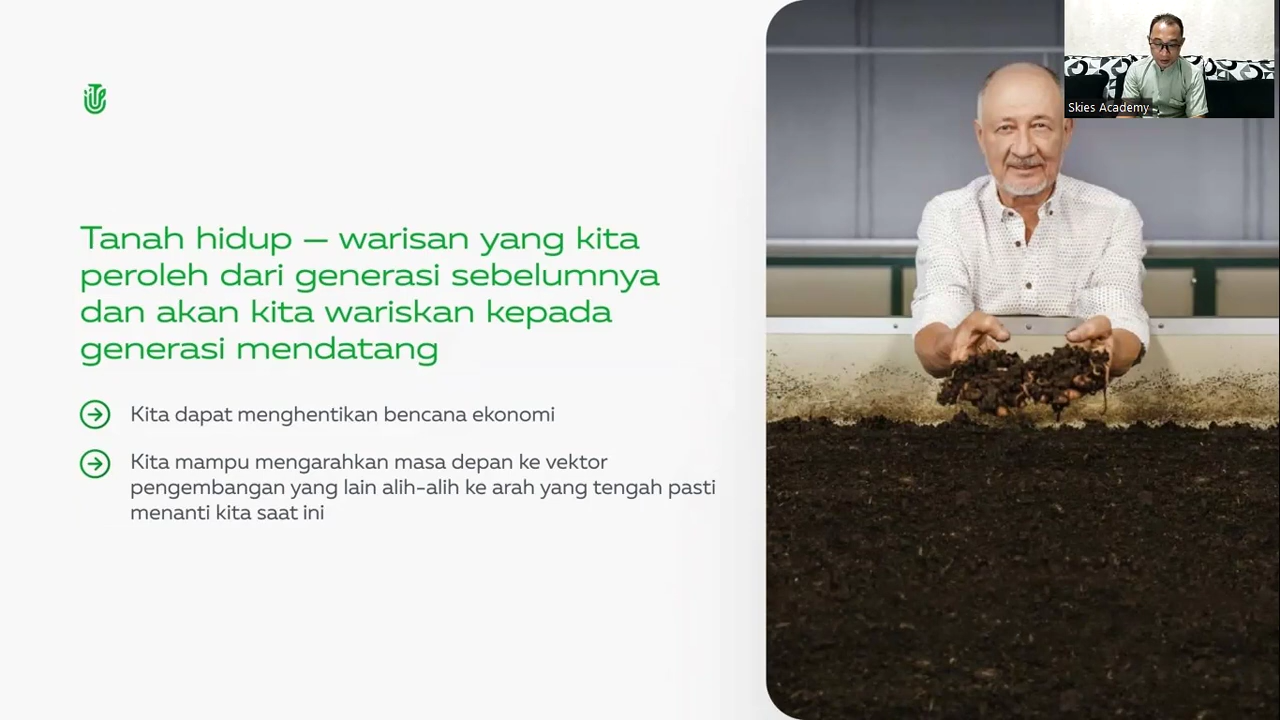 Skies Academy
Tanah hidup — warisan yang kita
peroleh dari generasi sebelumnya
dan akan kita wariskan kepada
generasi mendatang
Kita dapat menghentikan bencana ekonomi
Kita mampu mengarahkan masa depan ke vektor
pengembangan yang lain alih-alih ke arah yang tengah pasti
menanti kita saat ini